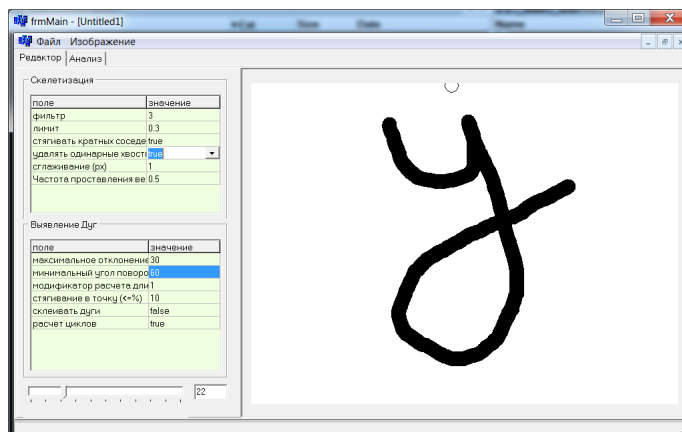 frmMain - [Untitled1]
Файл Изображение
Редактор Анализ
Скелетизация
поле значение
фильтр 3
лимит 0.3
стягивать кратных соседе true
удалять одинарные хвост true
сглаживание (px) 1
Частота проставления ве 0.5
Выявление Дуг
поле значение
максимальное отклонение 30
минимальный угол поворо 60
модификатор расчета дли 1
стягивание в точку (<=%) 10
склеивать дуги false
расчет циклов true
22
y